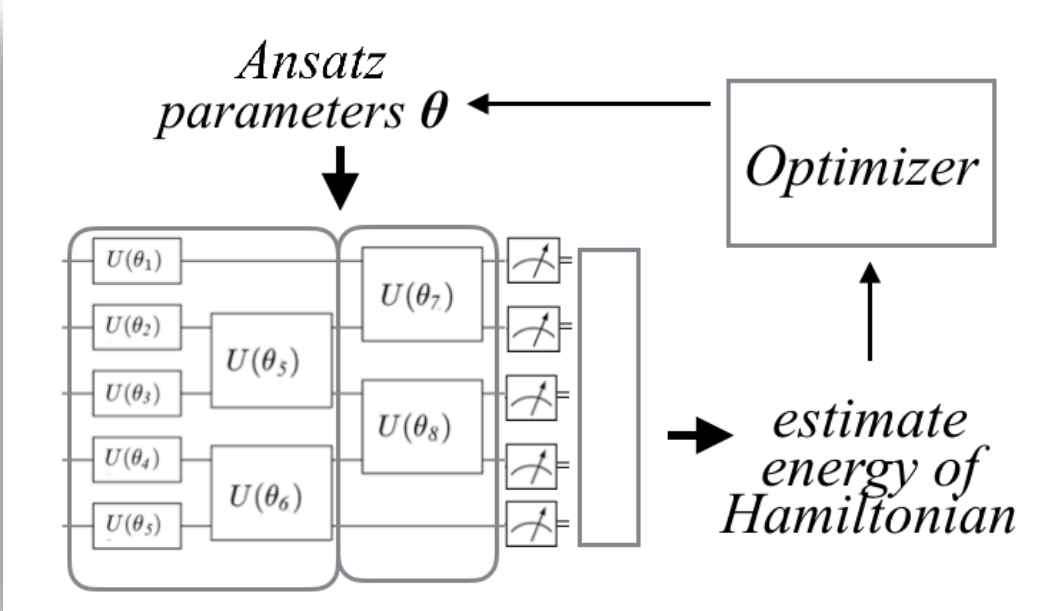 Ansatz
parameters θ
Optimizer
U(θ₁)
U(θ₂)
U(θ₃)
U(θ₄)
U(θ₅)
U(θ₅)
U(θ₆)
U(θ₇)
U(θ₈)
estimate
energy of
Hamiltonian